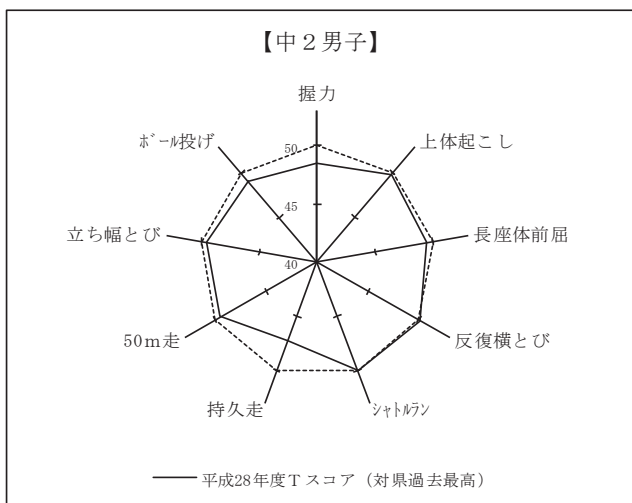 【中２男子】
握力
ﾎﾞｰﾙ投げ
50
上体起こし
45
立ち幅とび
長座体前屈
40
50ｍ走
反復横とび
持久走
ｼｬﾄﾙﾗﾝ
平成28年度Ｔスコア（対県過去最高）